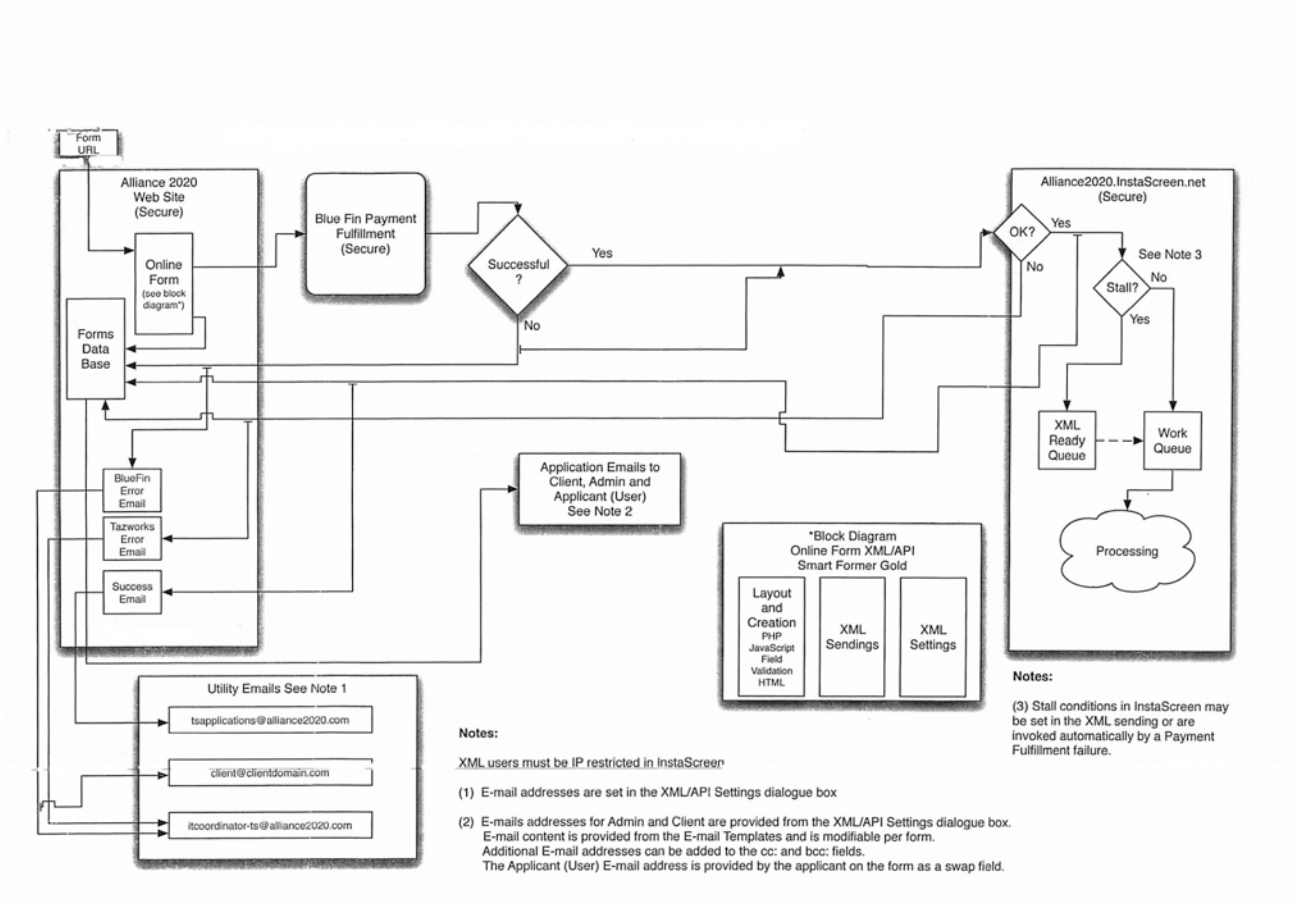 Form
URL
Alliance 2020
Web Site
(Secure)
Online
Form
(see block
diagram*)
Forms
Data
Base
BlueFin
Error
Email
Tazworks
Error
Email
Success
Email
Blue Fin Payment
Fulfillment
(Secure)
Successful
?
Yes
No
Application Emails to
Client, Admin and
Applicant (User)
See Note 2
*Block Diagram
Online Form XML/API
Smart Former Gold
Layout
and
Creation
PHP
JavaScript
Field
Validation
HTML
XML
Sendings
XML
Settings
Alliance2020.InstaScreen.net
(Secure)
OK?
Yes
No
See Note 3
Stall?
No
Yes
XML
Ready
Queue
Work
Queue
Processing
Utility Emails See Note 1
tsapplications@alliance2020.com
client@clientdomain.com
itcoordinator-ts@alliance2020.com
Notes:
XML users must be IP restricted in InstaScreen
(1) E-mail addresses are set in the XML/API Settings dialogue box
(2) E-mails addresses for Admin and Client are provided from the XML/API Settings dialogue box.
E-mail content is provided from the E-mail Templates and is modifiable per form.
Additional E-mail addresses can be added to the cc: and bcc: fields.
The Applicant (User) E-mail address is provided by the applicant on the form as a swap field.
Notes:
(3) Stall conditions in InstaScreen may
be set in the XML sending or are
invoked automatically by a Payment
Fulfillment failure.